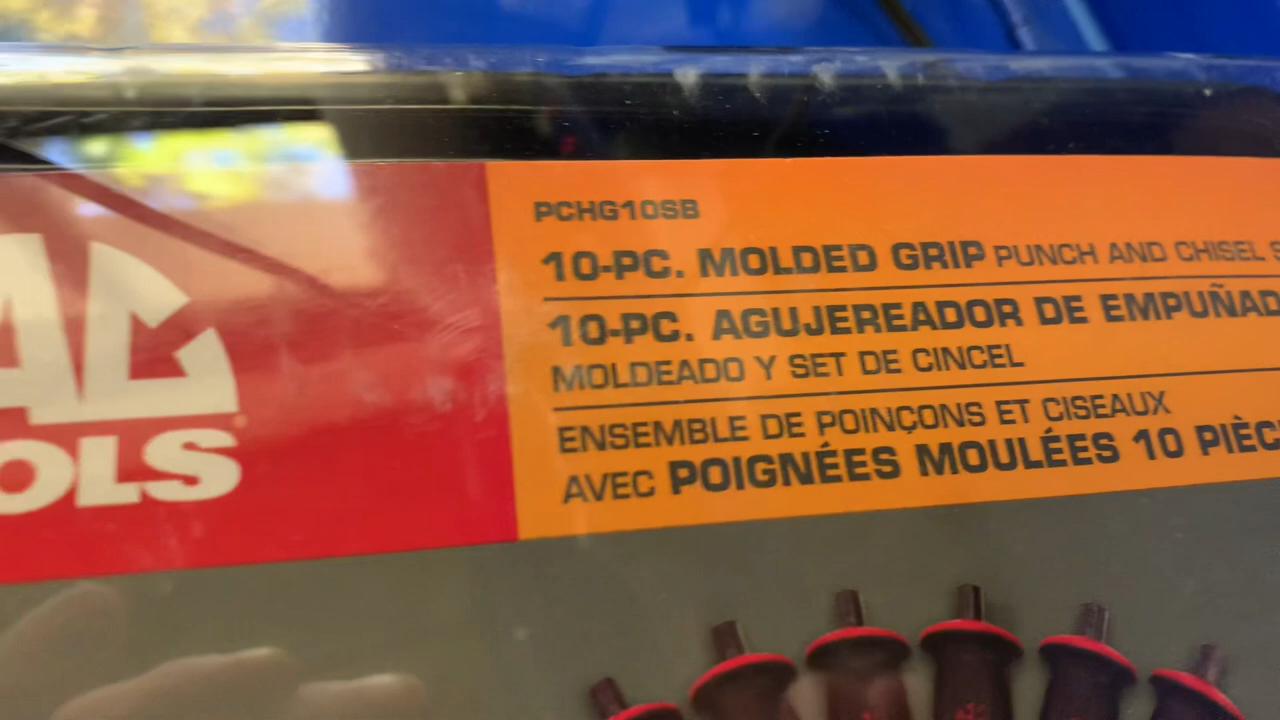 AC
OLS
PCHG10SB
10-PC. MOLDED GRIP PUNCH AND CHISEL S
10-PC. AGUJEREADOR DE EMPUÑAD
MOLDEADO Y SET DE CINCEL
ENSEMBLE DE POINÇONS ET CISEAUX
AVEC POIGNÉES MOULÉES 10 PIÈC